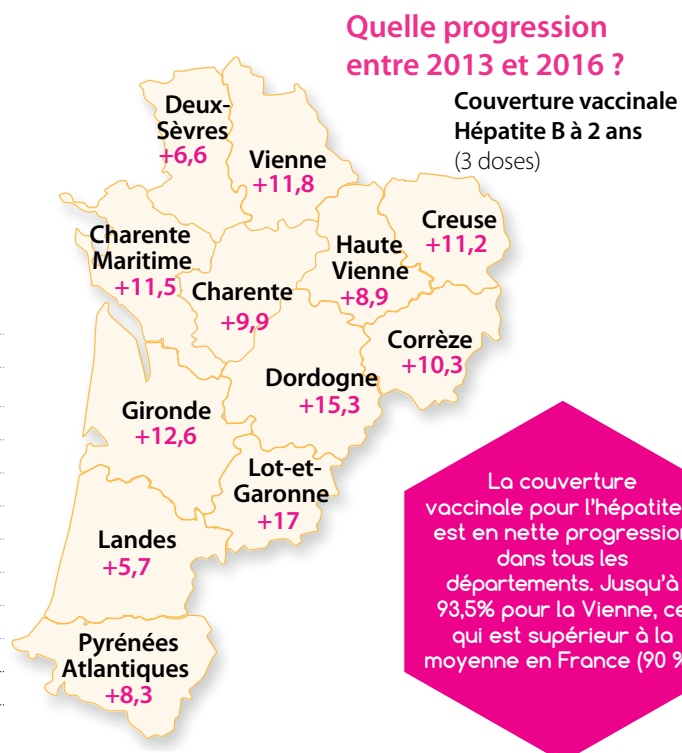 Quelle progression
entre 2013 et 2016 ?
Couverture vaccinale
Hépatite B à 2 ans
(3 doses)
Deux-
Sèvres
+6,6
Vienne
+11,8
Creuse
+11,2
Charente
Maritime
+11,5
Haute
Vienne
+8,9
Charente
+9,9
Corrèze
+10,3
Dordogne
+15,3
Gironde
+12,6
Lot-et-
Garonne
+17
Landes
+5,7
Pyrénées
Atlantiques
+8,3
La couverture
vaccinale pour l'hépatite
est en nette progression
dans tous les
départements. Jusqu'à
93,5% pour la Vienne, ce
qui est supérieur à la
moyenne en France (90 %